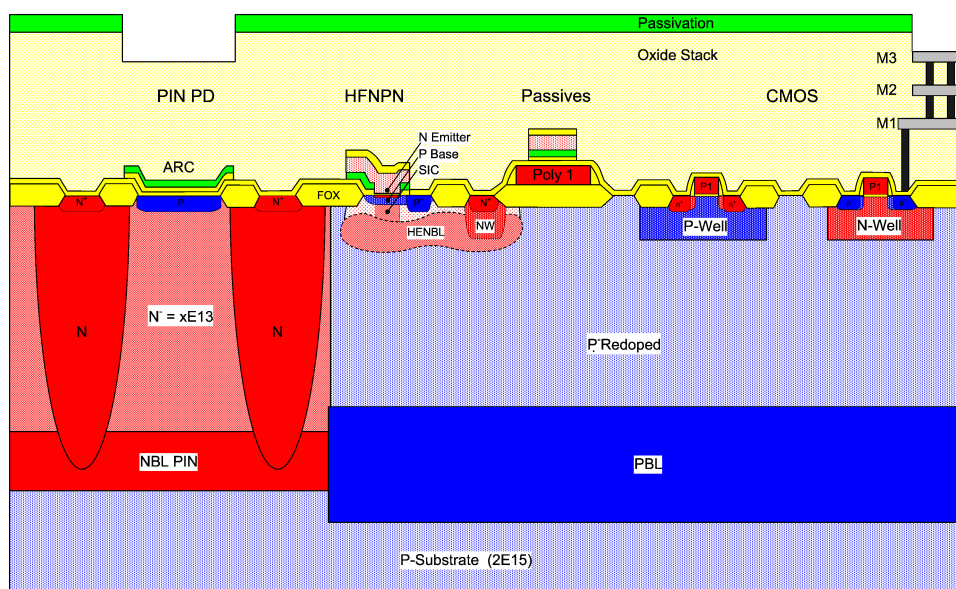 Passivation
Oxide Stack
M3
PIN PD
HFNPN
Passives
CMOS
M2
M1
N Emitter
P Base
SIC
ARC
Poly 1
P1
P1
FOX
N⁺
P
N⁺
P⁺
N⁺
n⁺
n⁺
p⁺
p⁺
HENBL
NW
P-Well
N-Well
N
N⁻ = xE13
N
P⁻Redoped
NBL PIN
PBL
P-Substrate (2E15)